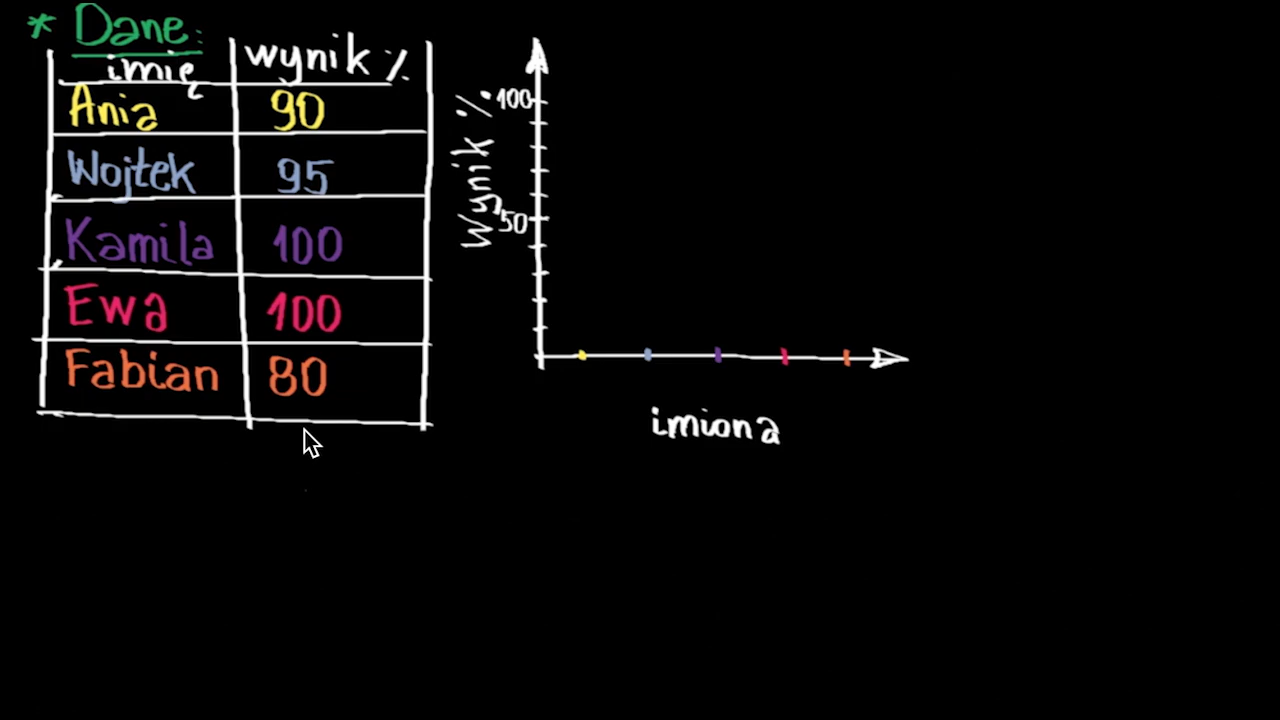 * Dane:
imię wynik %
Ania 90
Wojtek 95
Kamila 100
Ewa 100
Fabian 80
Wynik %
100
50
imiona